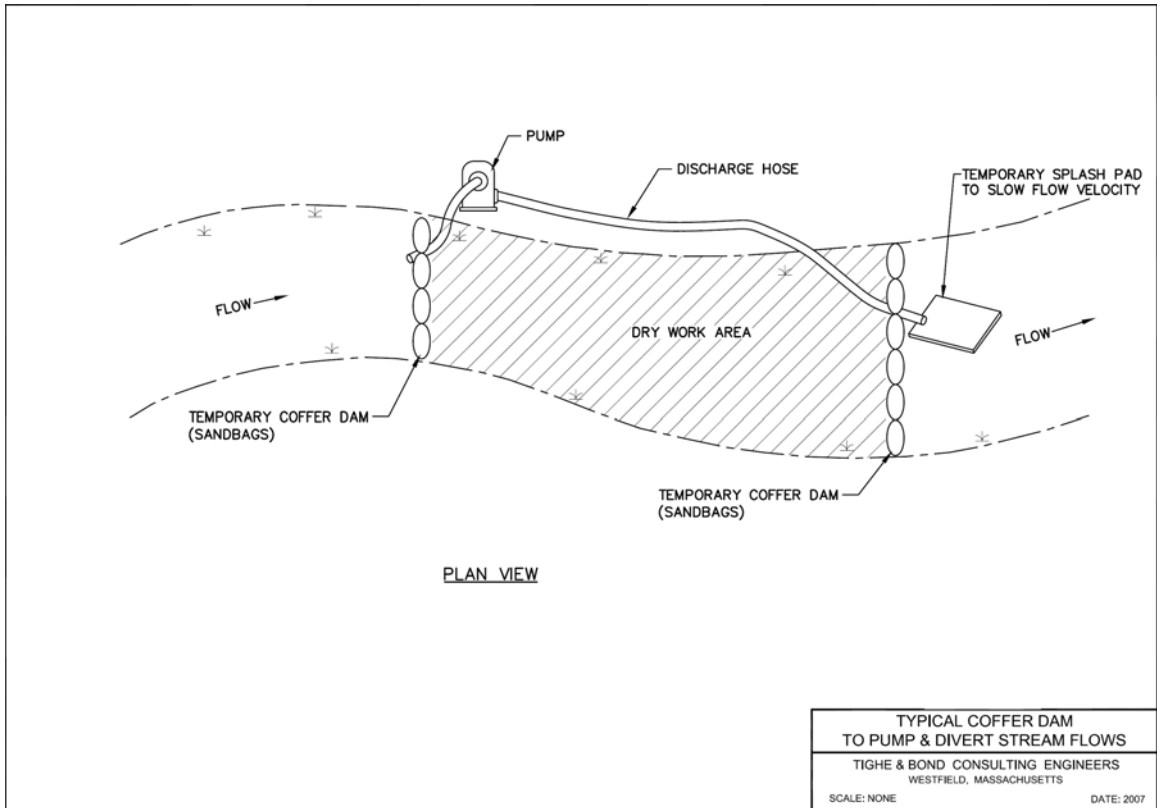 PUMP
DISCHARGE HOSE
TEMPORARY SPLASH PAD
TO SLOW FLOW VELOCITY
FLOW
DRY WORK AREA
FLOW
TEMPORARY COFFER DAM
(SANDBAGS)
TEMPORARY COFFER DAM
(SANDBAGS)
PLAN VIEW
TYPICAL COFFER DAM
TO PUMP & DIVERT STREAM FLOWS
TIGHE & BOND CONSULTING ENGINEERS
WESTFIELD, MASSACHUSETTS
SCALE: NONE DATE: 2007